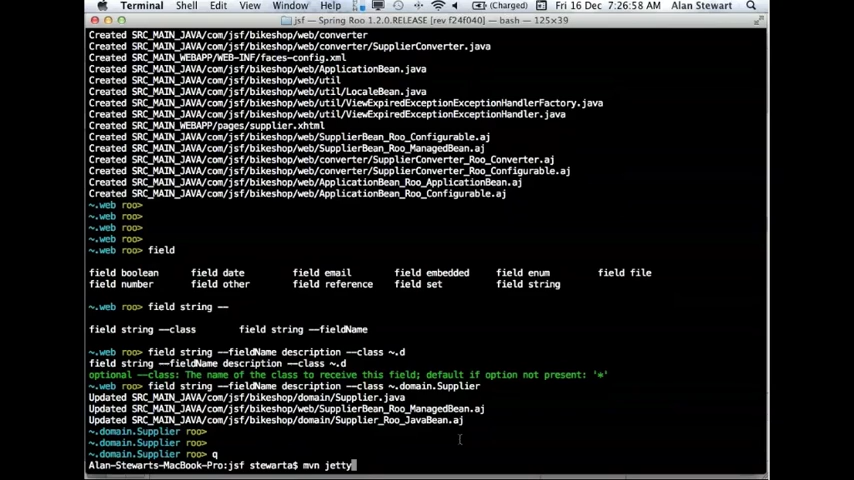 Terminal Shell Edit View Window Help (Charged) Fri 16 Dec 7:26:58 AM Alan Stewart
jsf — Spring Roo 1.2.0.RELEASE [rev f24f040] — bash — 125×39
Created SRC_MAIN_JAVA/com/jsf/bikeshop/web/converter
Created SRC_MAIN_JAVA/com/jsf/bikeshop/web/converter/SupplierConverter.java
Created SRC_MAIN_WEBAPP/WEB-INF/faces-config.xml
Created SRC_MAIN_JAVA/com/jsf/bikeshop/web/ApplicationBean.java
Created SRC_MAIN_JAVA/com/jsf/bikeshop/web/util
Created SRC_MAIN_JAVA/com/jsf/bikeshop/web/util/LocaleBean.java
Created SRC_MAIN_JAVA/com/jsf/bikeshop/web/util/ViewExpiredExceptionExceptionHandlerFactory.java
Created SRC_MAIN_JAVA/com/jsf/bikeshop/web/util/ViewExpiredExceptionExceptionHandler.java
Created SRC_MAIN_WEBAPP/pages/supplier.xhtml
Created SRC_MAIN_JAVA/com/jsf/bikeshop/web/SupplierBean_Roo_Configurable.aj
Created SRC_MAIN_JAVA/com/jsf/bikeshop/web/SupplierBean_Roo_ManagedBean.aj
Created SRC_MAIN_JAVA/com/jsf/bikeshop/web/converter/SupplierConverter_Roo_Converter.aj
Created SRC_MAIN_JAVA/com/jsf/bikeshop/web/converter/SupplierConverter_Roo_Configurable.aj
Created SRC_MAIN_JAVA/com/jsf/bikeshop/web/ApplicationBean_Roo_ApplicationBean.aj
Created SRC_MAIN_JAVA/com/jsf/bikeshop/web/ApplicationBean_Roo_Configurable.aj
~.web roo>
~.web roo>
~.web roo>
~.web roo>
~.web roo> field
field boolean field date field email field embedded field enum field file
field number field other field reference field set field string
~.web roo> field string --
field string --class field string --fieldName
~.web roo> field string --fieldName description --class ~.d
field string --fieldName description --class ~.d
optional --class: The name of the class to receive this field; default if option not present: '*'
~.web roo> field string --fieldName description --class ~.domain.Supplier
Updated SRC_MAIN_JAVA/com/jsf/bikeshop/domain/Supplier.java
Updated SRC_MAIN_JAVA/com/jsf/bikeshop/web/SupplierBean_Roo_ManagedBean.aj
Updated SRC_MAIN_JAVA/com/jsf/bikeshop/domain/Supplier_Roo_JavaBean.aj
~.domain.Supplier roo>
~.domain.Supplier roo>
~.domain.Supplier roo> q
Alan-Stewarts-MacBook-Pro:jsf stewarta$ mvn jetty